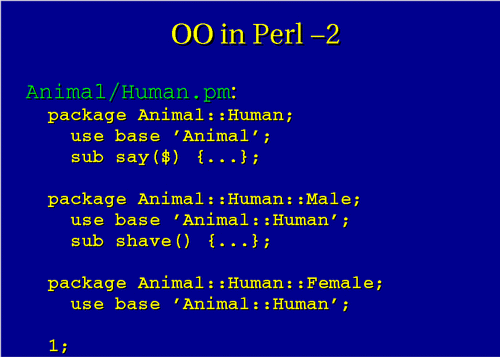 OO in Perl –2
Animal/Human.pm:
package Animal::Human;
use base ’Animal’;
sub say($) {...};
package Animal::Human::Male;
use base ’Animal::Human’;
sub shave() {...};
package Animal::Human::Female;
use base ’Animal::Human’;
1;